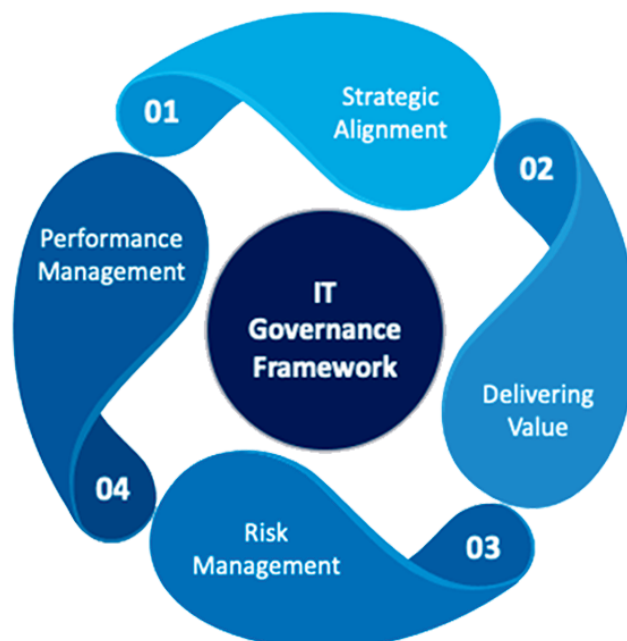 01
Strategic
Alignment
02
Delivering
Value
03
Risk
Management
04
Performance
Management
IT
Governance
Framework